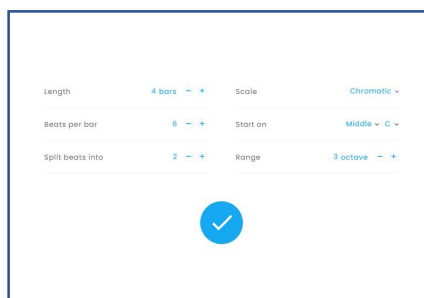 Length 4 bars − + Scale Chromatic
Beats per bar 6 − + Start on Middle C
Split beats into 2 − + Range 3 octave − +